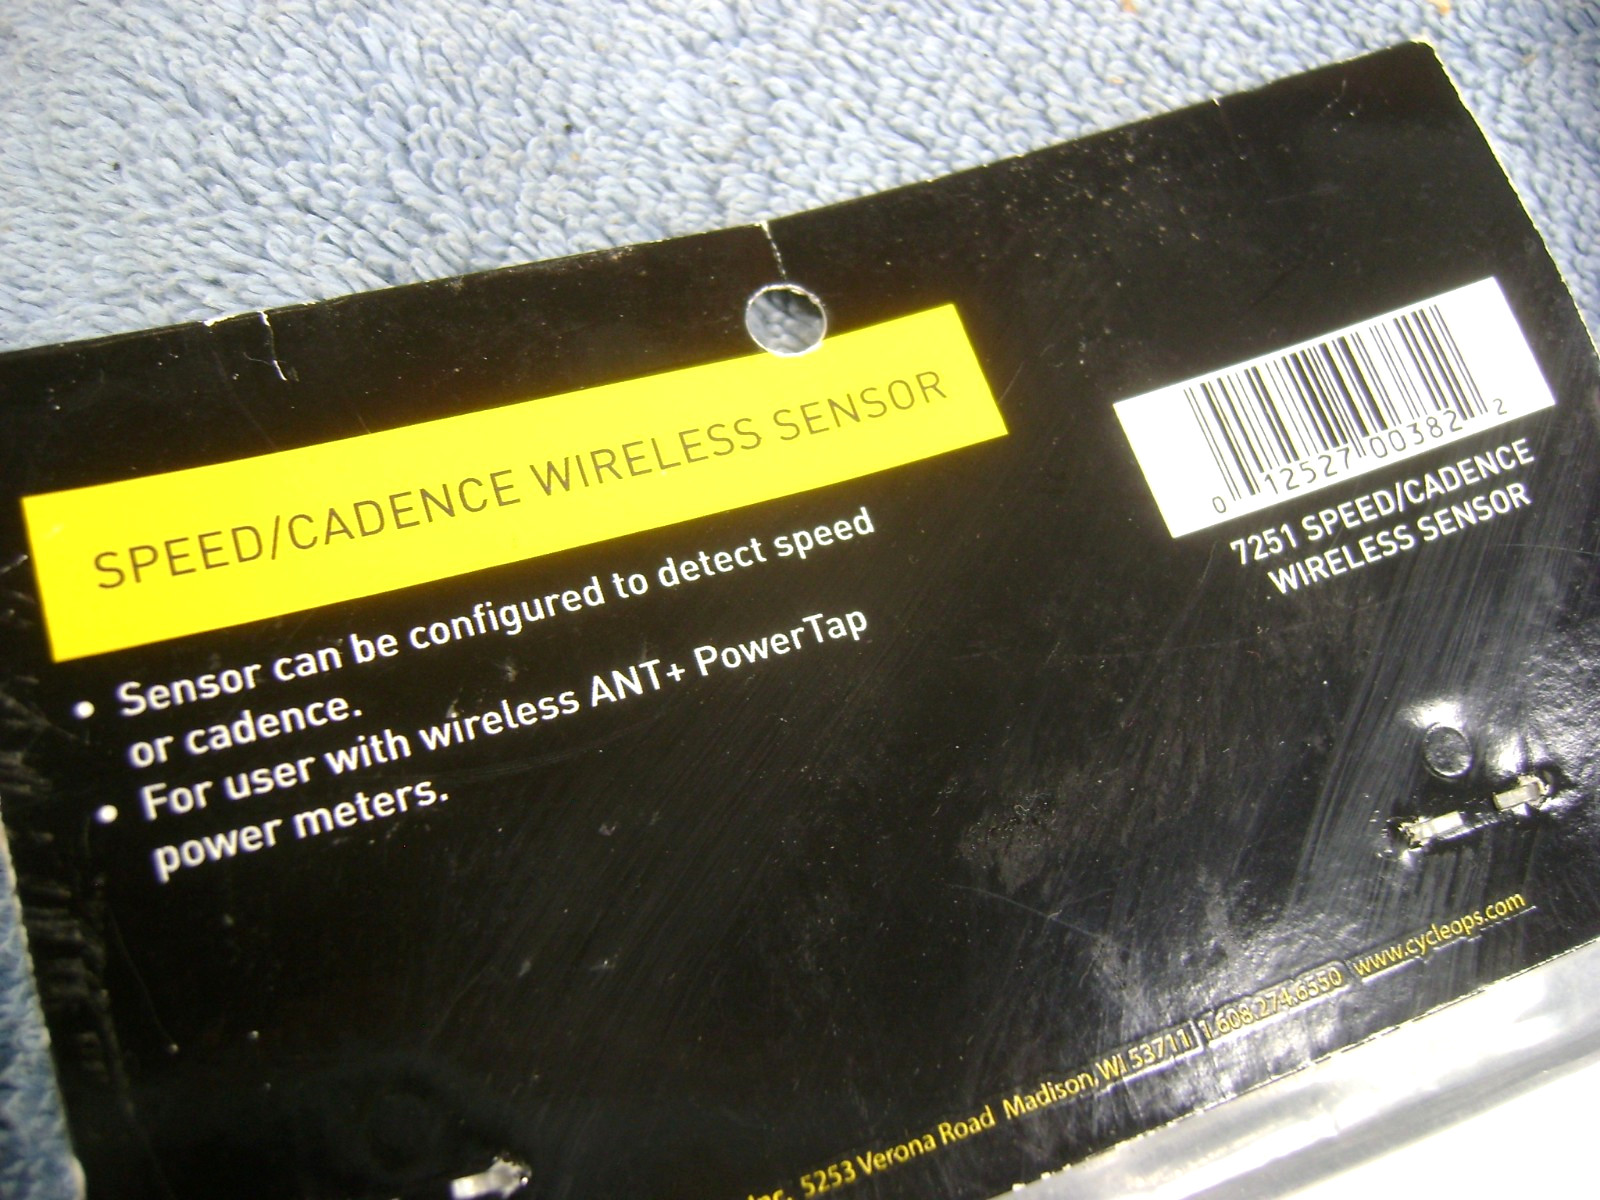 SPEED/CADENCE WIRELESS SENSOR
• Sensor can be configured to detect speed
or cadence.
• For user with wireless ANT+ PowerTap
power meters.
0 12527 00382 2
7251 SPEED/CADENCE
WIRELESS SENSOR
Inc. 5253 Verona Road Madison, WI 53711 | 1.608.274.6550 | www.cycleops.com